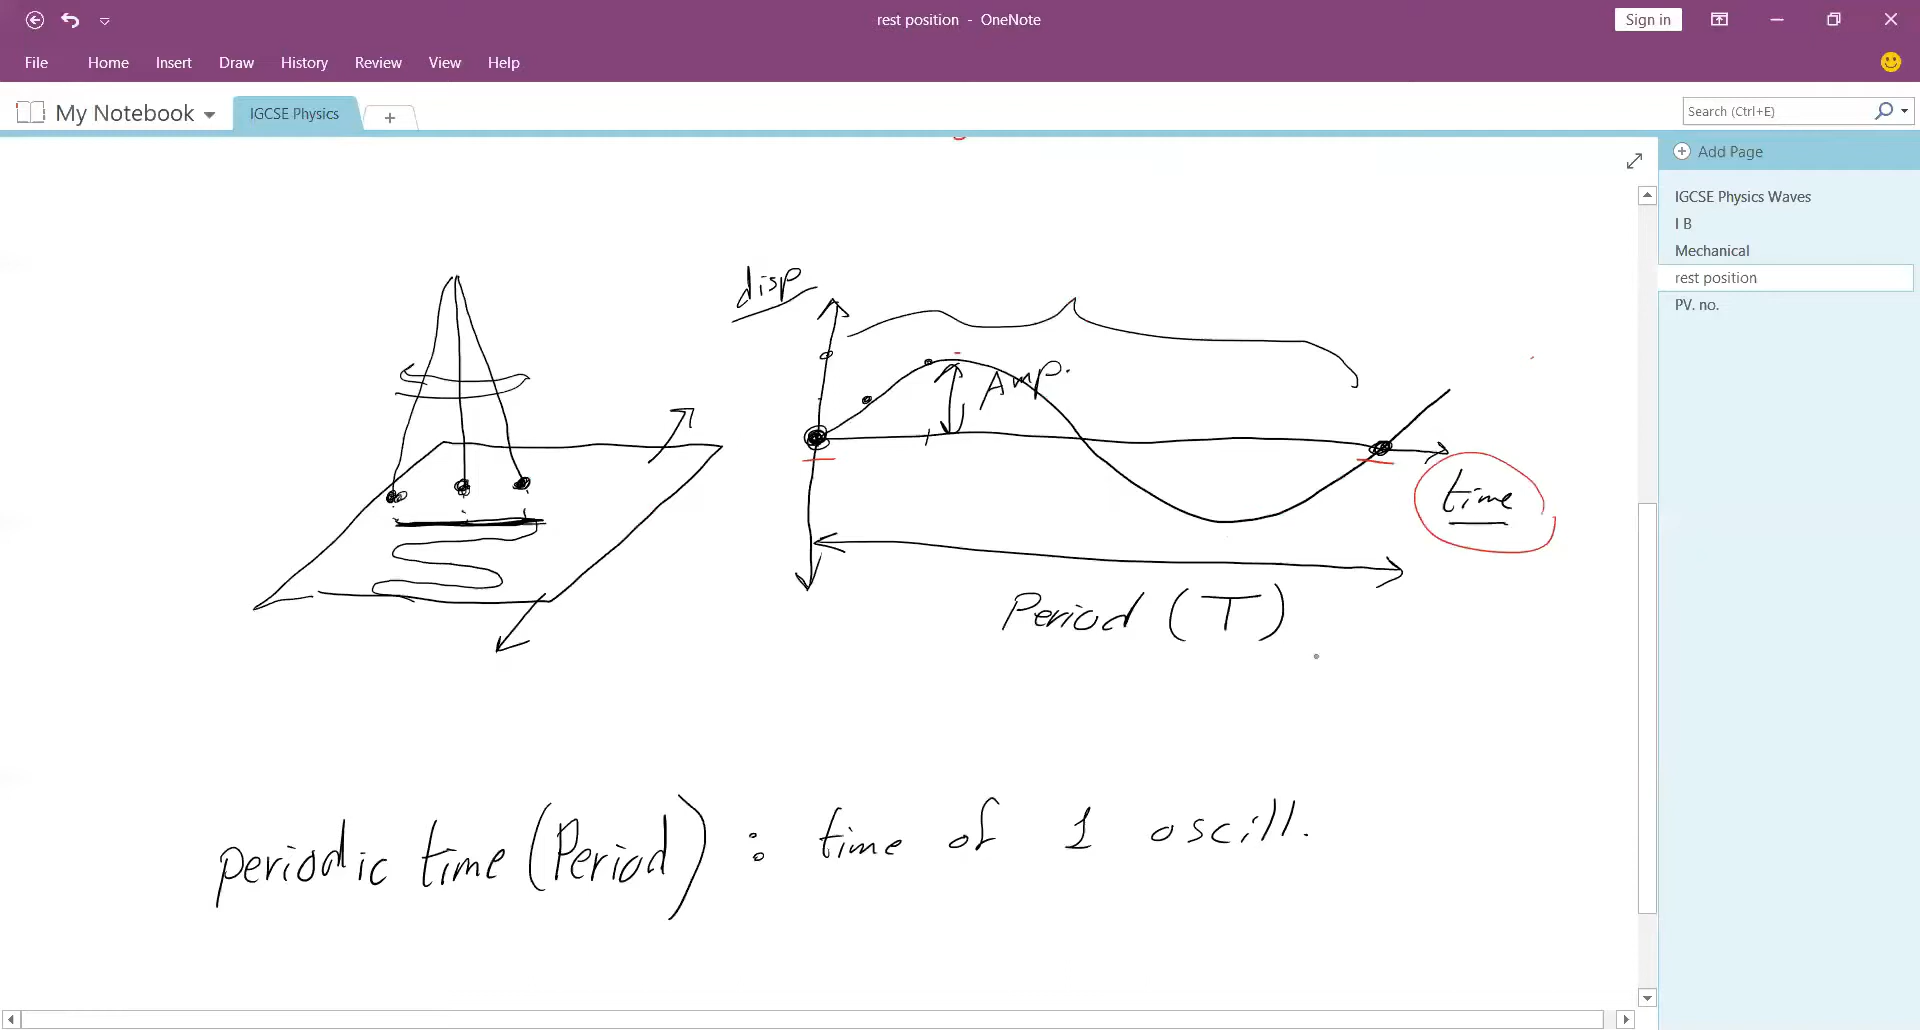 rest position - OneNote
Sign in
File Home Insert Draw History Review View Help
My Notebook
IGCSE Physics
+
Search (Ctrl+E)
Add Page
IGCSE Physics Waves
I B
Mechanical
rest position
PV. no.
disp
Amp.
time
Period (T)
periodic time (Period) : time of 1 oscill.